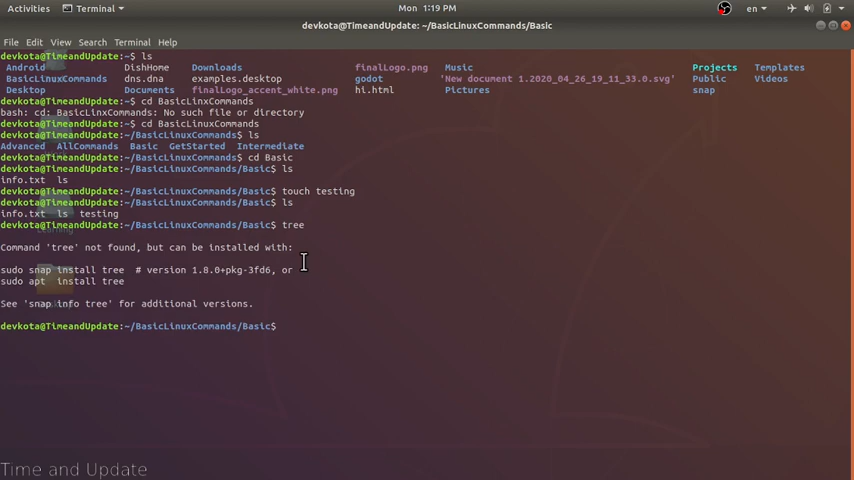 Activities Terminal Mon 1:19 PM en
devkota@TimeandUpdate: ~/BasicLinuxCommands/Basic
File Edit View Search Terminal Help
devkota@TimeandUpdate:~$ ls
Android DishHome Downloads finalLogo.png Music Projects Templates
BasicLinuxCommands dns.dna examples.desktop godot 'New document 1.2020_04_26_19_11_33.0.svg' Public Videos
Desktop Documents finalLogo_accent_white.png hi.html Pictures snap
devkota@TimeandUpdate:~$ cd BasicLinxCommands
bash: cd: BasicLinxCommands: No such file or directory
devkota@TimeandUpdate:~$ cd BasicLinuxCommands
devkota@TimeandUpdate:~/BasicLinuxCommands$ ls
Advanced AllCommands Basic GetStarted Intermediate
devkota@TimeandUpdate:~/BasicLinuxCommands$ cd Basic
devkota@TimeandUpdate:~/BasicLinuxCommands/Basic$ ls
info.txt ls
devkota@TimeandUpdate:~/BasicLinuxCommands/Basic$ touch testing
devkota@TimeandUpdate:~/BasicLinuxCommands/Basic$ ls
info.txt ls testing
devkota@TimeandUpdate:~/BasicLinuxCommands/Basic$ tree
Command 'tree' not found, but can be installed with:
sudo snap install tree # version 1.8.0+pkg-3fd6, or
sudo apt install tree
See 'snap info tree' for additional versions.
devkota@TimeandUpdate:~/BasicLinuxCommands/Basic$
Time and Update